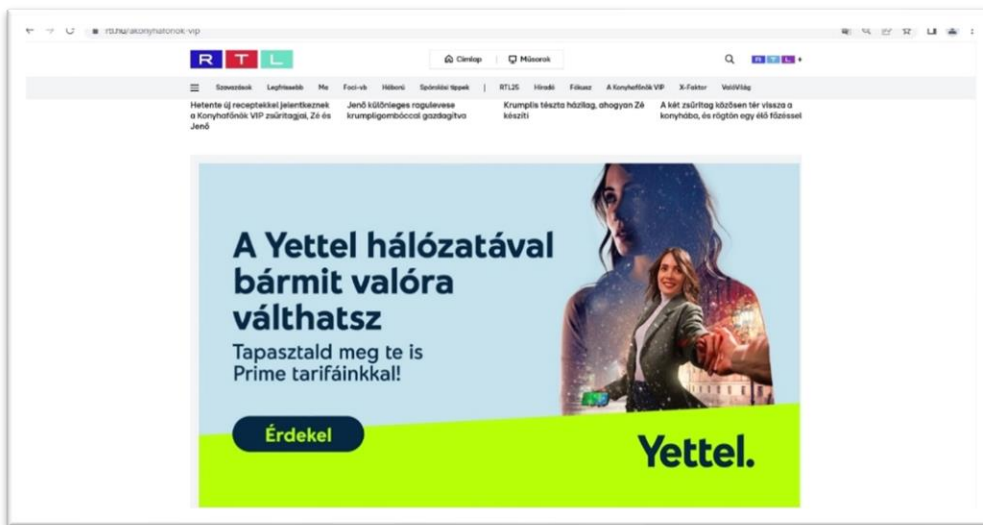 rtl.hu/akonyhafonok-vip
RTL
Címlap Műsorok
RTL+
Szavazások Legfrissebb Ma Foci-vb Háború Spórolási tippek | RTL25 Híradó Fókusz A Konyhafőnök VIP X-Faktor ValóVilág
Hetente új receptekkel jelentkeznek
a Konyhafőnök VIP zsűritagjai, Zé és
Jenő
Jenő különleges ragulevese
krumpligombóccal gazdagítva
Krumplis tészta házilag, ahogyan Zé
készíti
A két zsűritag közösen tér vissza a
konyhába, és rögtön egy élő főzéssel
A Yettel hálózatával
bármit valóra
válthatsz
Tapasztald meg te is
Prime tarifáinkkal!
Érdekel
Yettel.